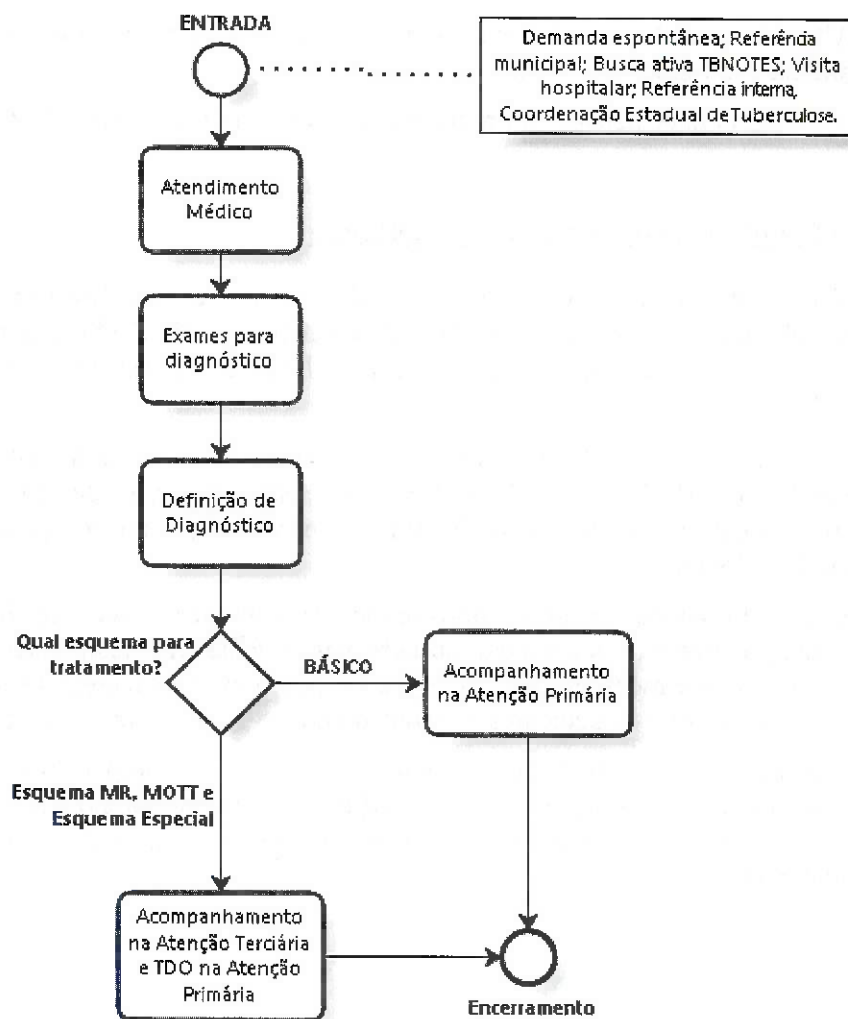 ENTRADA
Demanda espontânea; Referência
municipal; Busca ativa TBNOTES; Visita
hospitalar; Referência interna,
Coordenação Estadual de Tuberculose.
Atendimento
Médico
Exames para
diagnóstico
Definição de
Diagnóstico
Qual esquema para
tratamento?
BÁSICO
Acompanhamento
na Atenção Primária
Esquema MR, MOTT e
Esquema Especial
Acompanhamento
na Atenção Terciária
e TDO na Atenção
Primária
Encerramento